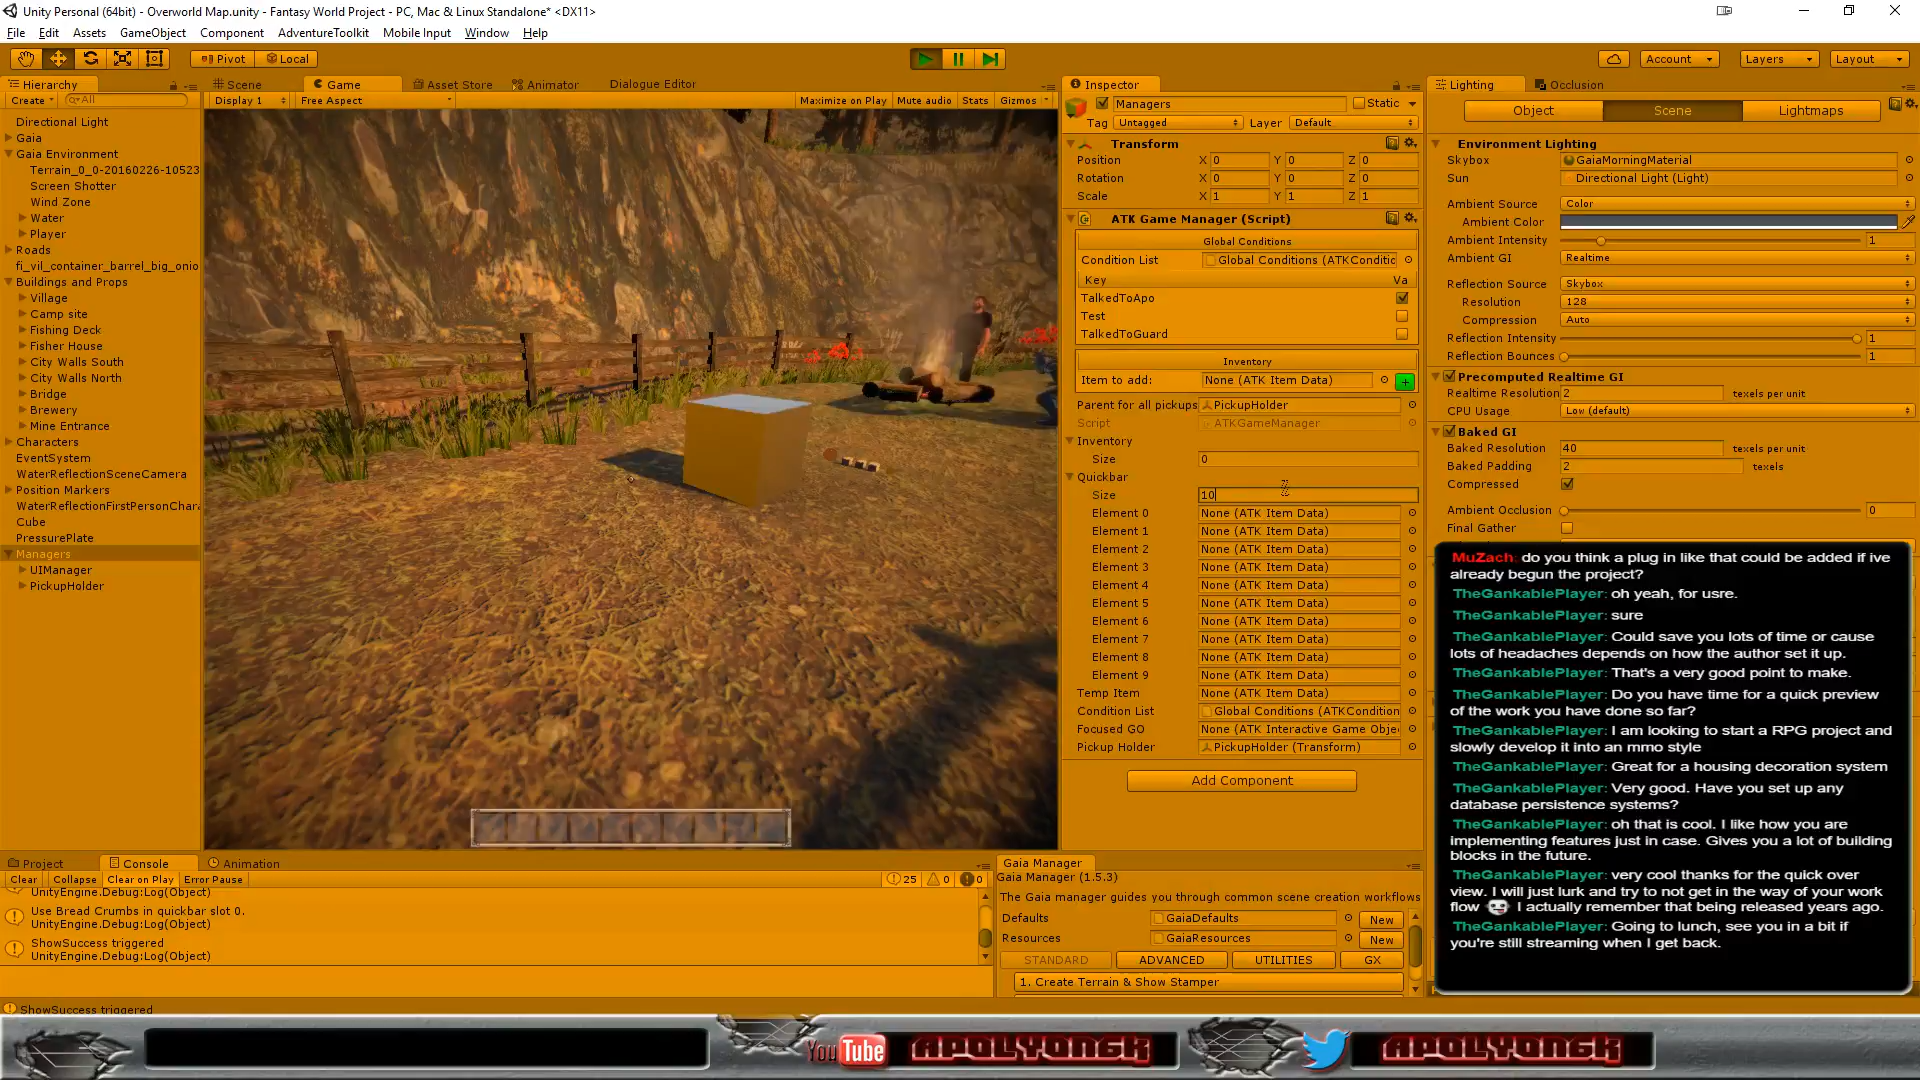 Unity Personal (64bit) - Overworld Map.unity - Fantasy World Project - PC, Mac & Linux Standalone* <DX11>
File Edit Assets GameObject Component AdventureToolkit Mobile Input Window Help
Pivot Local Account Layers Layout
Hierarchy
Create All
Directional Light
Gaia
Gaia Environment
Terrain_0_0-20160226-10523
Screen Shotter
Wind Zone
Water
Player
Roads
fi_vil_container_barrel_big_onio
Buildings and Props
Village
Camp site
Fishing Deck
Fisher House
City Walls South
City Walls North
Bridge
Brewery
Mine Entrance
Characters
EventSystem
WaterReflectionSceneCamera
Position Markers
WaterReflectionFirstPersonChara
Cube
PressurePlate
Managers
UIManager
PickupHolder
Scene Game Asset Store Animator Dialogue Editor
Display 1 Free Aspect Maximize on Play Mute audio Stats Gizmos
Inspector
Managers Static
Tag Untagged Layer Default
Transform
Position X 0 Y 0 Z 0
Rotation X 0 Y 0 Z 0
Scale X 1 Y 1 Z 1
ATK Game Manager (Script)
Global Conditions
Condition List Global Conditions (ATKConditic
Key Va
TalkedToApo
Test
TalkedToGuard
Inventory
Item to add: None (ATK Item Data) +
Parent for all pickups PickupHolder
Script ATKGameManager
Inventory
Size 0
Quickbar
Size 10
Element 0 None (ATK Item Data)
Element 1 None (ATK Item Data)
Element 2 None (ATK Item Data)
Element 3 None (ATK Item Data)
Element 4 None (ATK Item Data)
Element 5 None (ATK Item Data)
Element 6 None (ATK Item Data)
Element 7 None (ATK Item Data)
Element 8 None (ATK Item Data)
Element 9 None (ATK Item Data)
Temp Item None (ATK Item Data)
Condition List Global Conditions (ATKCondition
Focused GO None (ATK Interactive Game Obje
Pickup Holder PickupHolder (Transform)
Add Component
Lighting Occlusion
Object Scene Lightmaps
Environment Lighting
Skybox GaiaMorningMaterial
Sun Directional Light (Light)
Ambient Source Color
Ambient Color
Ambient Intensity 1
Ambient GI Realtime
Reflection Source Skybox
Resolution 128
Compression Auto
Reflection Intensity 1
Reflection Bounces 1
Precomputed Realtime GI
Realtime Resolution 2 texels per unit
CPU Usage Low (default)
Baked GI
Baked Resolution 40 texels per unit
Baked Padding 2 texels
Compressed
Ambient Occlusion 0
Final Gather
MuZach: do you think a plug in like that could be added if ive
already begun the project?
TheGankablePlayer: oh yeah, for usre.
TheGankablePlayer: sure
TheGankablePlayer: Could save you lots of time or cause
lots of headaches depends on how the author set it up.
TheGankablePlayer: That's a very good point to make.
TheGankablePlayer: Do you have time for a quick preview
of the work you have done so far?
TheGankablePlayer: I am looking to start a RPG project and
slowly develop it into an mmo style
TheGankablePlayer: Great for a housing decoration system
TheGankablePlayer: Very good. Have you set up any
database persistence systems?
TheGankablePlayer: oh that is cool. I like how you are
implementing features just in case. Gives you a lot of building
blocks in the future.
TheGankablePlayer: very cool thanks for the quick over
view. I will just lurk and try to not get in the way of your work
flow I actually remember that being released years ago.
TheGankablePlayer: Going to lunch, see you in a bit if
you're still streaming when I get back.
Project Console Animation
Clear Collapse Clear on Play Error Pause 25 0 0
UnityEngine.Debug:Log(Object)
Use Bread Crumbs in quickbar slot 0.
UnityEngine.Debug:Log(Object)
ShowSuccess triggered
UnityEngine.Debug:Log(Object)
ShowSuccess triggered
Gaia Manager
Gaia Manager (1.5.3)
The Gaia manager guides you through common scene creation workflows
Defaults GaiaDefaults New
Resources GaiaResources New
STANDARD ADVANCED UTILITIES GX
1. Create Terrain & Show Stamper
YouTube APOLYONGK APOLYONGK